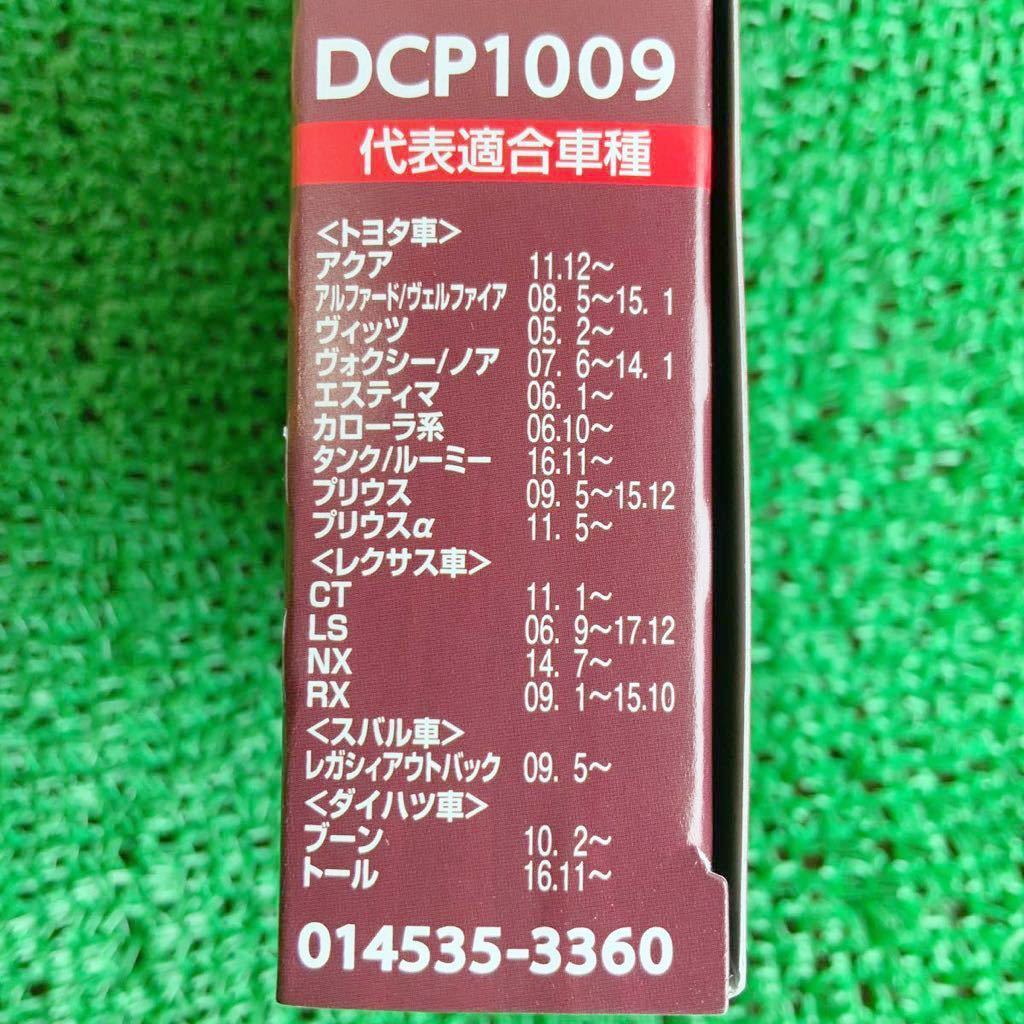 DCP1009
代表適合車種
<トヨタ車>
アクア 11.12～
アルファード/ヴェルファイア 08. 5～15. 1
ヴィッツ 05. 2～
ヴォクシー/ノア 07. 6～14. 1
エスティマ 06. 1～
カローラ系 06.10～
タンク/ルーミー 16.11～
プリウス 09. 5～15.12
プリウスα 11. 5～
<レクサス車>
CT 11. 1～
LS 06. 9～17.12
NX 14. 7～
RX 09. 1～15.10
<スバル車>
レガシィアウトバック 09. 5～
<ダイハツ車>
ブーン 10. 2～
トール 16.11～
014535-3360